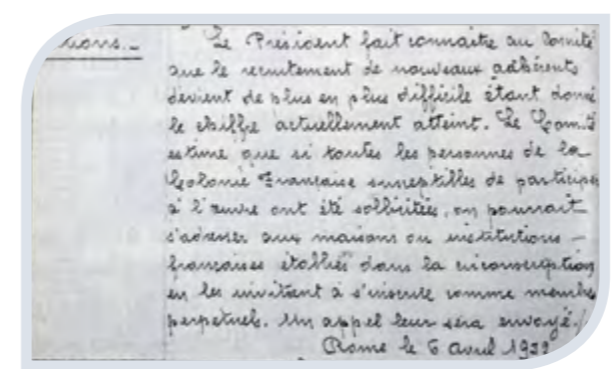 ions._
Le Président fait connaître au Comité
que le recrutement de nouveaux adhérents
devient de plus en plus difficile étant donné
le chiffre actuellement atteint. Le Comité
estime que si toutes les personnes de la
Colonie Française susceptibles de participer
à l'œuvre ont été sollicitées, on pourrait
s'adresser aux maisons ou institutions -
françaises établies dans la circonscription
en les invitant à s'inscrire comme membre
perpétuels. Un appel leur sera envoyé./.
Rome le 6 avril